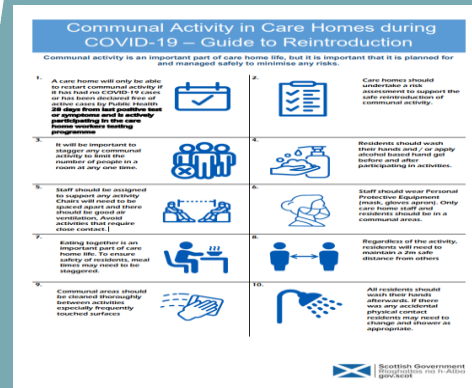 Communal Activity in Care Homes during
COVID-19 – Guide to Reintroduction
Communal activity is an important part of care home life, but it is important that it is planned for
and managed safely to minimise any risks.
1.
A care home will only be
able to restart communal activity if
it has had no COVID-19 cases
or has been declared free of
active cases by Public Health
28 days from last positive test
or symptoms and is actively
participating in the care
home workers testing
programme
2.
Care homes should
undertake a risk
assessment to support the
safe reintroduction of
communal activity.
3.
It will be important to
stagger any communal
activity to limit the
number of people in a
room at any one time.
4.
Residents should wash
their hands and / or apply
alcohol based hand gel
before and after
participating in activities.
5.
Staff should be assigned
to support any activity
Chairs will need to be
spaced apart and there
should be good air
ventilation. Avoid
activities that require
close contact.
6.
Staff should wear Personal
Protective Equipment
(mask, gloves apron). Only
care home staff and
residents should be in a
communal areas.
7.
Eating together is an
important part of care
home life. To ensure
safety of residents, meal
times may need to be
staggered.
8.
Regardless of the activity,
residents will need to
maintain a 2m safe
distance from others
9.
Communal areas should
be cleaned thoroughly
between activities
especially frequently
touched surfaces
10.
All residents should
wash their hands
afterwards. If there
was any accidental
physical contact
residents may need to
change and shower as
appropriate.
Scottish Government
Riaghaltas na h-Alba
gov.scot